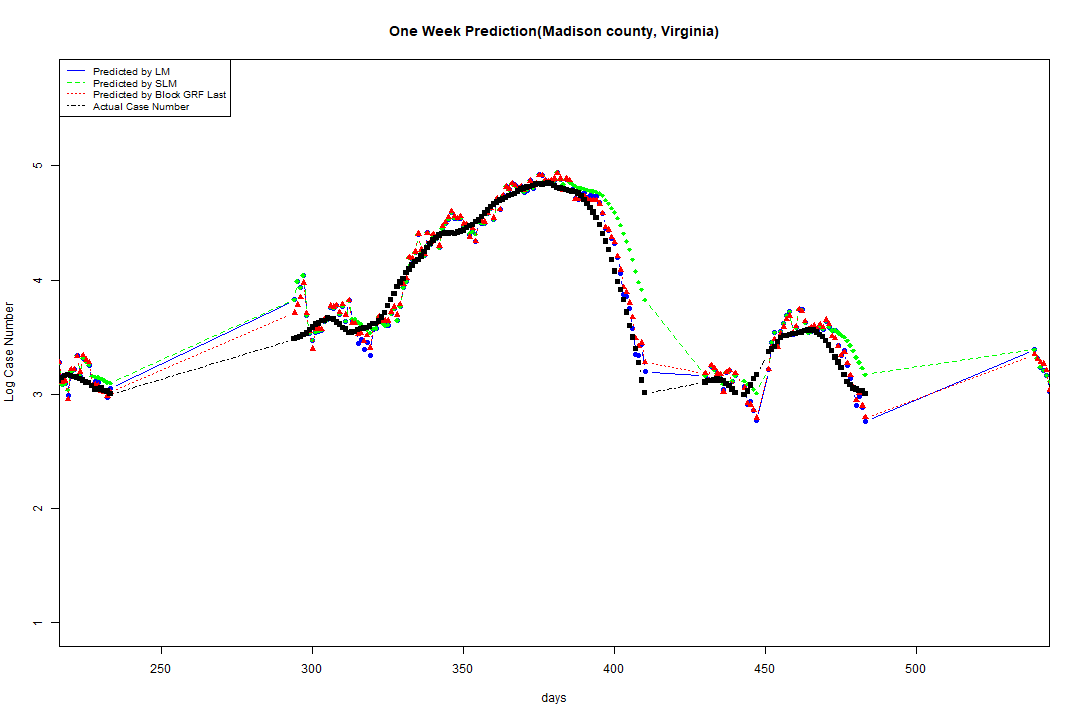 One Week Prediction(Madison county, Virginia)
Predicted by LM
Predicted by SLM
Predicted by Block GRF Last
Actual Case Number
Log Case Number
5
4
3
2
1
250 300 350 400 450 500
days